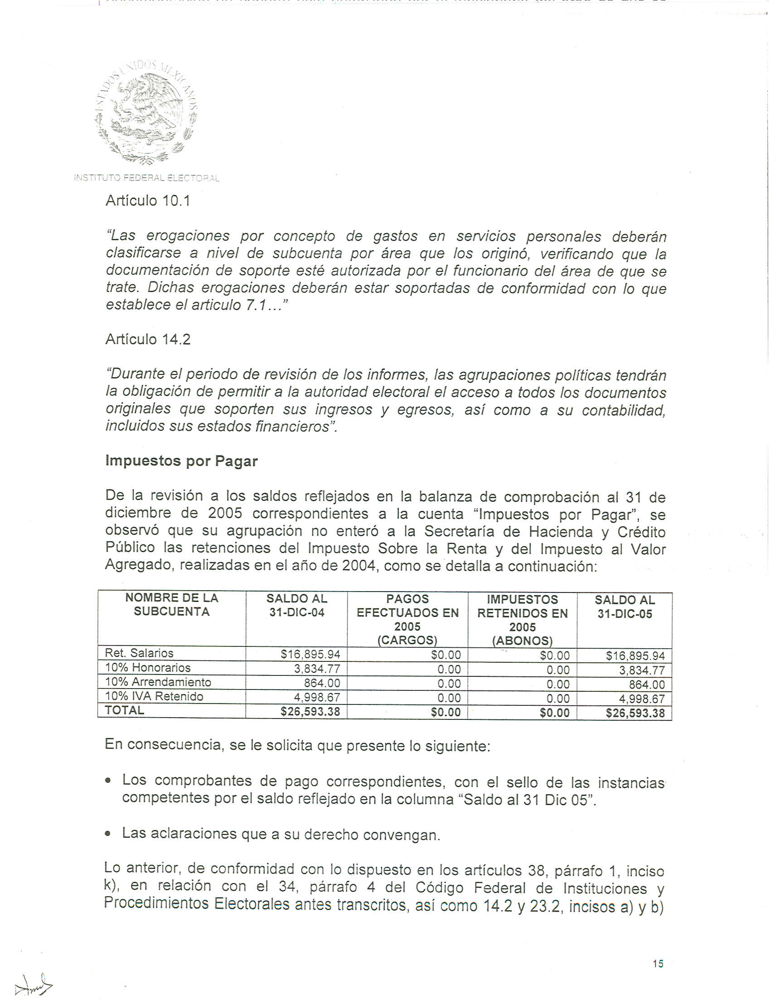 ESTADOS UNIDOS MEXICANOS
INSTITUTO FEDERAL ELECTORAL
Artículo 10.1
“Las erogaciones por concepto de gastos en servicios personales deberán
clasificarse a nivel de subcuenta por área que los originó, verificando que la
documentación de soporte esté autorizada por el funcionario del área de que se
trate. Dichas erogaciones deberán estar soportadas de conformidad con lo que
establece el articulo 7.1...”
Artículo 14.2
“Durante el periodo de revisión de los informes, las agrupaciones políticas tendrán
la obligación de permitir a la autoridad electoral el acceso a todos los documentos
originales que soporten sus ingresos y egresos, así como a su contabilidad,
incluidos sus estados financieros”.
Impuestos por Pagar
De la revisión a los saldos reflejados en la balanza de comprobación al 31 de
diciembre de 2005 correspondientes a la cuenta “Impuestos por Pagar”, se
observó que su agrupación no enteró a la Secretaría de Hacienda y Crédito
Público las retenciones del Impuesto Sobre la Renta y del Impuesto al Valor
Agregado, realizadas en el año de 2004, como se detalla a continuación:
NOMBRE DE LA SUBCUENTA SALDO AL 31-DIC-04 PAGOS EFECTUADOS EN 2005 (CARGOS) IMPUESTOS RETENIDOS EN 2005 (ABONOS) SALDO AL 31-DIC-05
Ret. Salarios $16,895.94 $0.00 $0.00 $16,895.94
10% Honorarios 3,834.77 0.00 0.00 3,834.77
10% Arrendamiento 864.00 0.00 0.00 864.00
10% IVA Retenido 4,998.67 0.00 0.00 4,998.67
TOTAL $26,593.38 $0.00 $0.00 $26,593.38
En consecuencia, se le solicita que presente lo siguiente:
• Los comprobantes de pago correspondientes, con el sello de las instancias
competentes por el saldo reflejado en la columna “Saldo al 31 Dic 05”.
• Las aclaraciones que a su derecho convengan.
Lo anterior, de conformidad con lo dispuesto en los artículos 38, párrafo 1, inciso
k), en relación con el 34, párrafo 4 del Código Federal de Instituciones y
Procedimientos Electorales antes transcritos, así como 14.2 y 23.2, incisos a) y b)
15